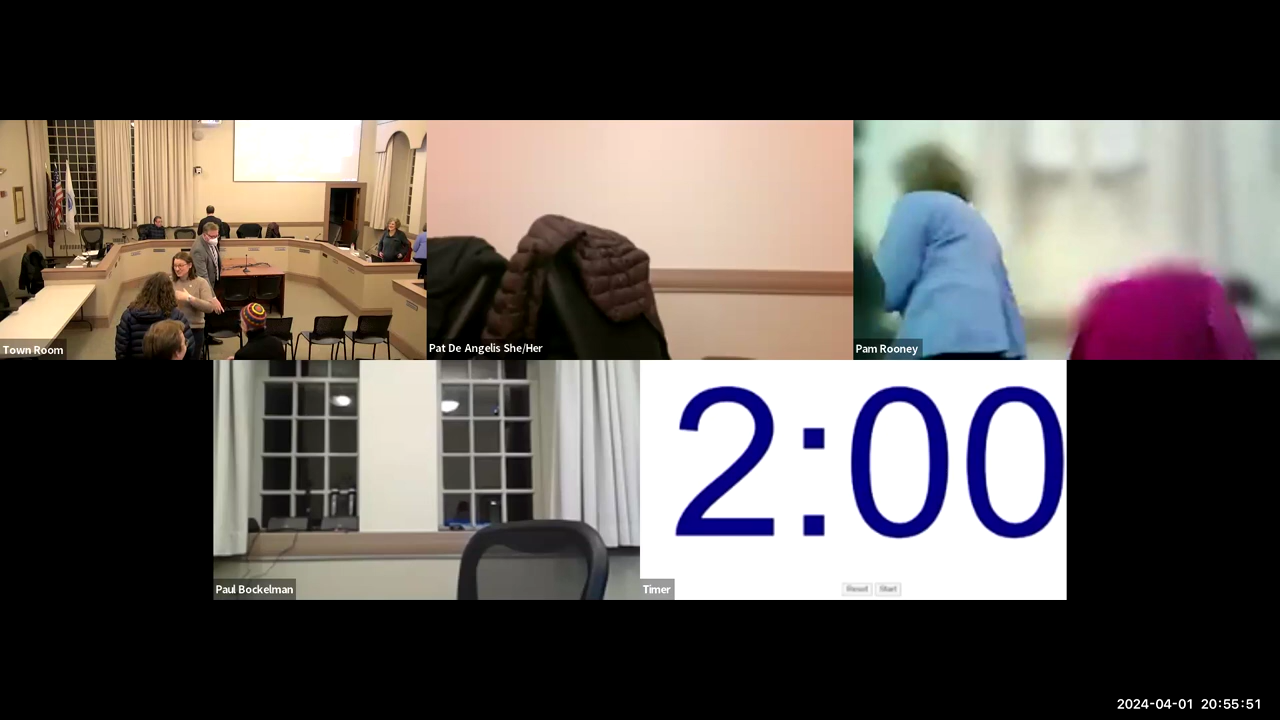 Town Room
Pat De Angelis She/Her
Pam Rooney
2:00
Reset Start
Paul Bockelman
Timer
2024-04-01 20:55:51